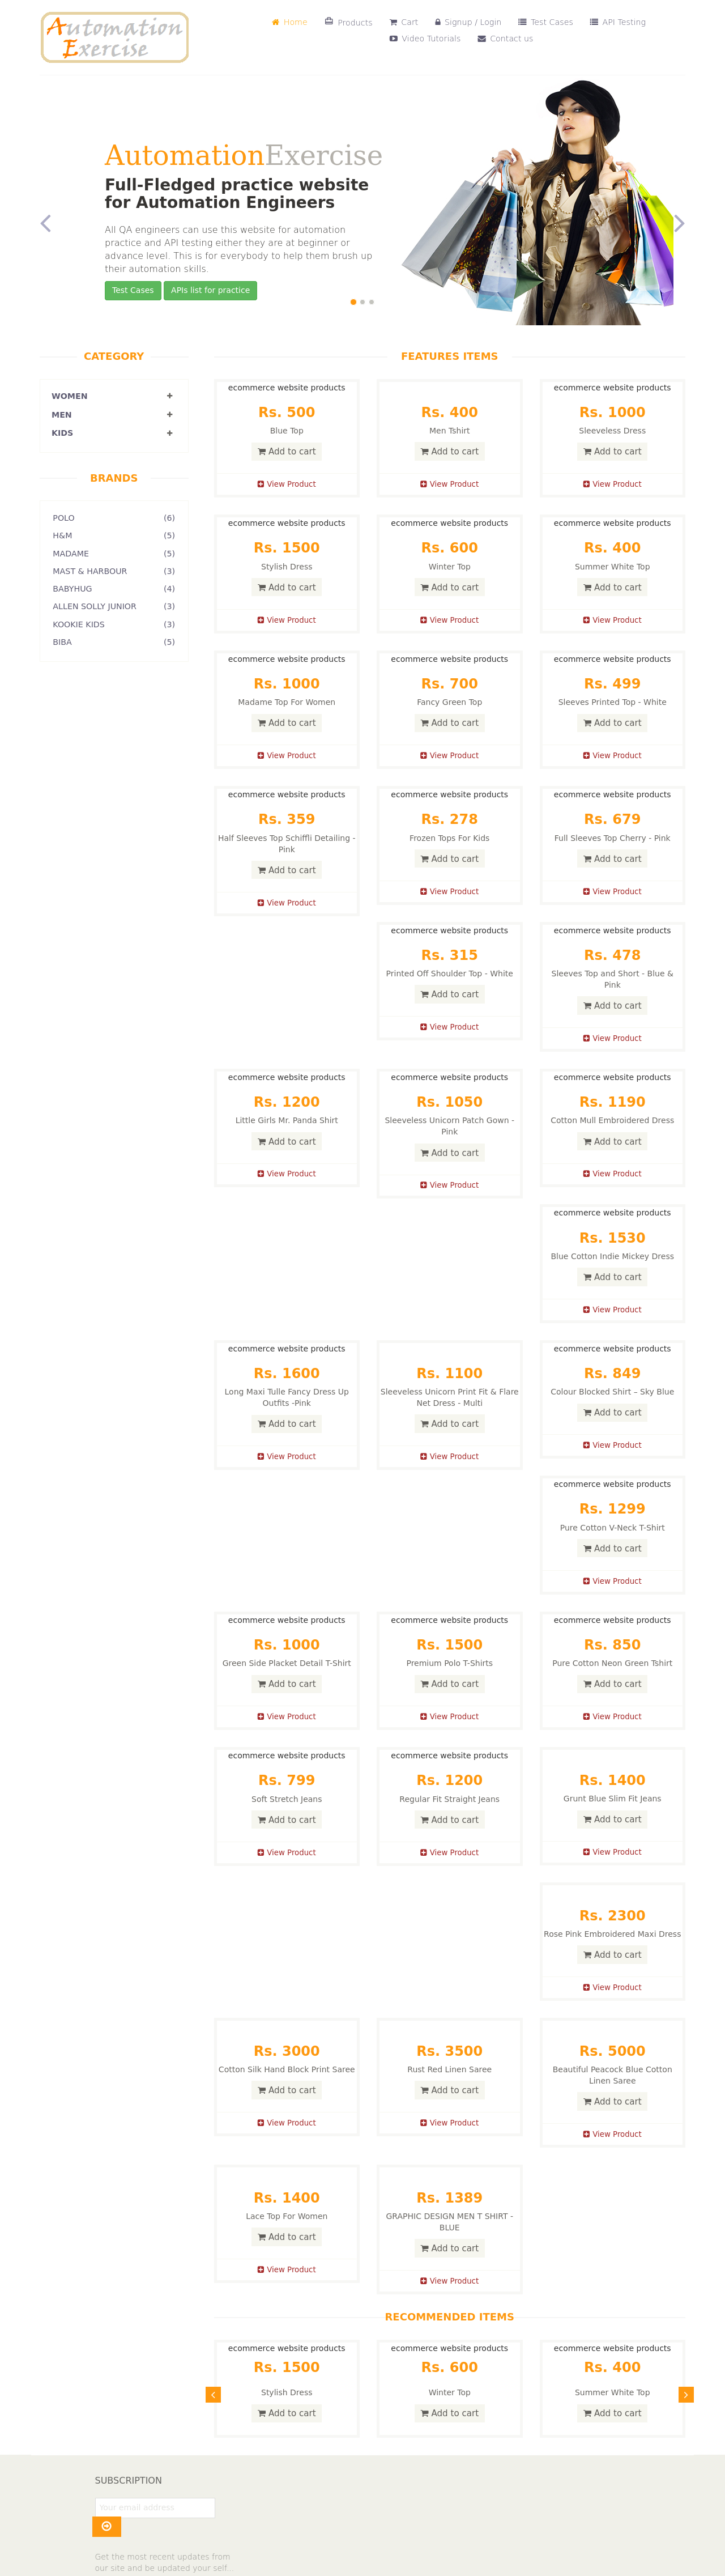 Automation
Exercise
Home
Products
Cart
Signup / Login
Test Cases
API Testing
Video Tutorials
Contact us
AutomationExercise
Full-Fledged practice website
for Automation Engineers
All QA engineers can use this website for automation
practice and API testing either they are at beginner or
advance level. This is for everybody to help them brush up
their automation skills.
Test Cases
APIs list for practice
CATEGORY
WOMEN
MEN
KIDS
BRANDS
POLO (6)
H&M (5)
MADAME (5)
MAST & HARBOUR (3)
BABYHUG (4)
ALLEN SOLLY JUNIOR (3)
KOOKIE KIDS (3)
BIBA (5)
FEATURES ITEMS
ecommerce website products
Rs. 500
Blue Top
Add to cart
View Product
Rs. 400
Men Tshirt
Add to cart
View Product
ecommerce website products
Rs. 1000
Sleeveless Dress
Add to cart
View Product
ecommerce website products
Rs. 1500
Stylish Dress
Add to cart
View Product
ecommerce website products
Rs. 600
Winter Top
Add to cart
View Product
ecommerce website products
Rs. 400
Summer White Top
Add to cart
View Product
ecommerce website products
Rs. 1000
Madame Top For Women
Add to cart
View Product
ecommerce website products
Rs. 700
Fancy Green Top
Add to cart
View Product
ecommerce website products
Rs. 499
Sleeves Printed Top - White
Add to cart
View Product
ecommerce website products
Rs. 359
Half Sleeves Top Schiffli Detailing -
Pink
Add to cart
View Product
ecommerce website products
Rs. 278
Frozen Tops For Kids
Add to cart
View Product
ecommerce website products
Rs. 679
Full Sleeves Top Cherry - Pink
Add to cart
View Product
ecommerce website products
Rs. 315
Printed Off Shoulder Top - White
Add to cart
View Product
ecommerce website products
Rs. 478
Sleeves Top and Short - Blue &
Pink
Add to cart
View Product
ecommerce website products
Rs. 1200
Little Girls Mr. Panda Shirt
Add to cart
View Product
ecommerce website products
Rs. 1050
Sleeveless Unicorn Patch Gown -
Pink
Add to cart
View Product
ecommerce website products
Rs. 1190
Cotton Mull Embroidered Dress
Add to cart
View Product
ecommerce website products
Rs. 1530
Blue Cotton Indie Mickey Dress
Add to cart
View Product
ecommerce website products
Rs. 1600
Long Maxi Tulle Fancy Dress Up
Outfits -Pink
Add to cart
View Product
Rs. 1100
Sleeveless Unicorn Print Fit & Flare
Net Dress - Multi
Add to cart
View Product
ecommerce website products
Rs. 849
Colour Blocked Shirt – Sky Blue
Add to cart
View Product
ecommerce website products
Rs. 1299
Pure Cotton V-Neck T-Shirt
Add to cart
View Product
ecommerce website products
Rs. 1000
Green Side Placket Detail T-Shirt
Add to cart
View Product
ecommerce website products
Rs. 1500
Premium Polo T-Shirts
Add to cart
View Product
ecommerce website products
Rs. 850
Pure Cotton Neon Green Tshirt
Add to cart
View Product
ecommerce website products
Rs. 799
Soft Stretch Jeans
Add to cart
View Product
ecommerce website products
Rs. 1200
Regular Fit Straight Jeans
Add to cart
View Product
Rs. 1400
Grunt Blue Slim Fit Jeans
Add to cart
View Product
Rs. 2300
Rose Pink Embroidered Maxi Dress
Add to cart
View Product
Rs. 3000
Cotton Silk Hand Block Print Saree
Add to cart
View Product
Rs. 3500
Rust Red Linen Saree
Add to cart
View Product
Rs. 5000
Beautiful Peacock Blue Cotton
Linen Saree
Add to cart
View Product
Rs. 1400
Lace Top For Women
Add to cart
View Product
Rs. 1389
GRAPHIC DESIGN MEN T SHIRT -
BLUE
Add to cart
View Product
RECOMMENDED ITEMS
ecommerce website products
Rs. 1500
Stylish Dress
Add to cart
ecommerce website products
Rs. 600
Winter Top
Add to cart
ecommerce website products
Rs. 400
Summer White Top
Add to cart
SUBSCRIPTION
Your email address
Get the most recent updates from
our site and be updated your self...